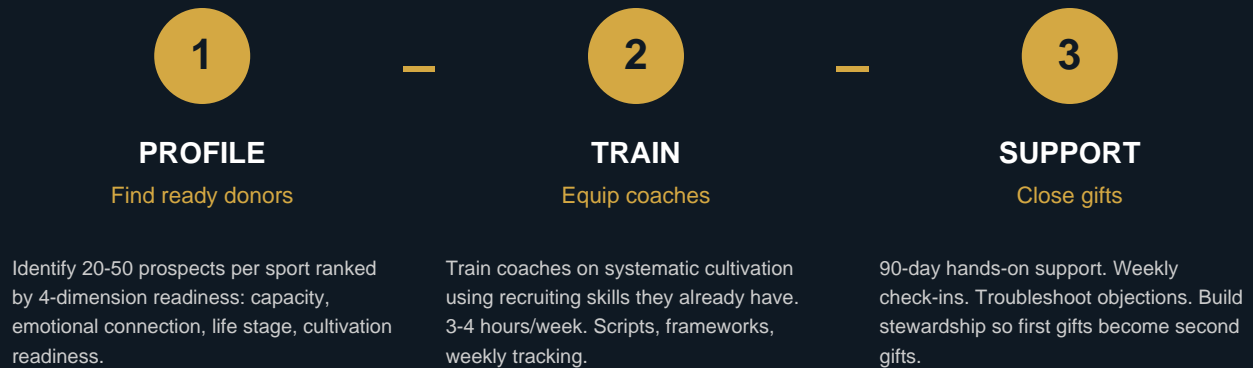 1
PROFILE
Find ready donors
Identify 20-50 prospects per sport ranked
by 4-dimension readiness: capacity,
emotional connection, life stage, cultivation
readiness.
2
TRAIN
Equip coaches
Train coaches on systematic cultivation
using recruiting skills they already have.
3-4 hours/week. Scripts, frameworks,
weekly tracking.
3
SUPPORT
Close gifts
90-day hands-on support. Weekly
check-ins. Troubleshoot objections. Build
stewardship so first gifts become second
gifts.